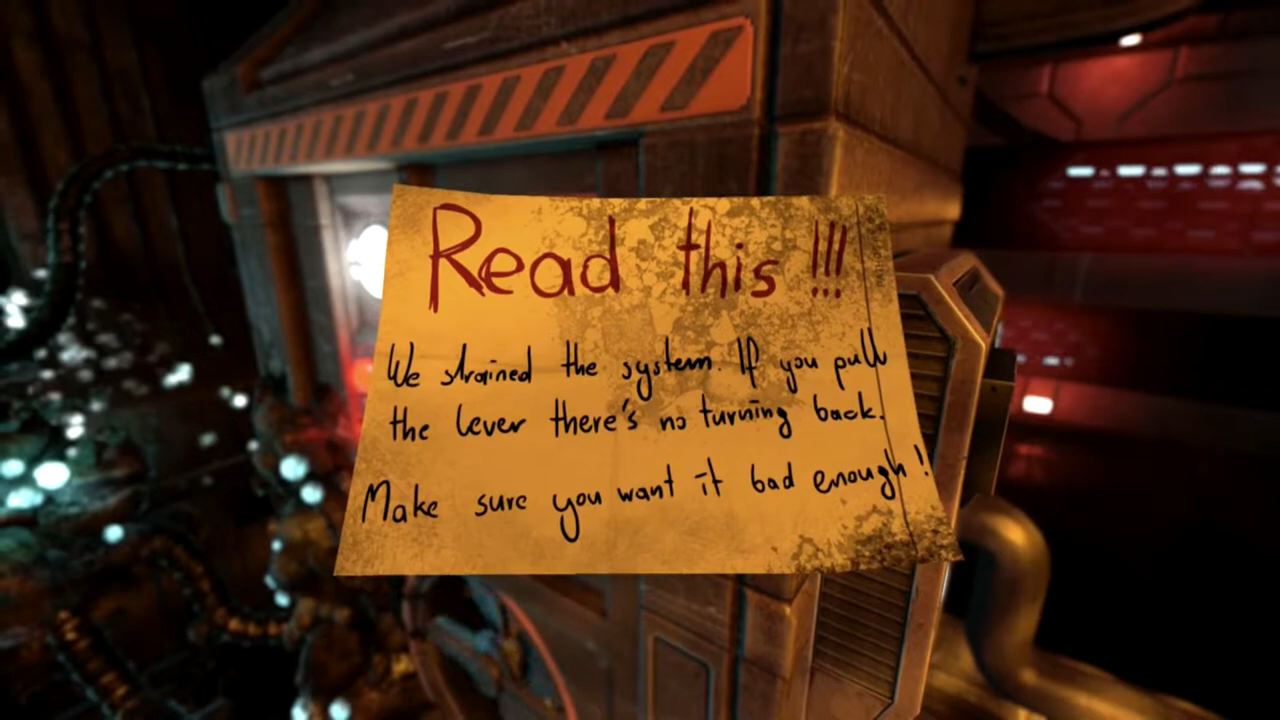 Read this !!!
We strained the system. If you pull
the lever there's no turning back.
Make sure you want it bad enough!